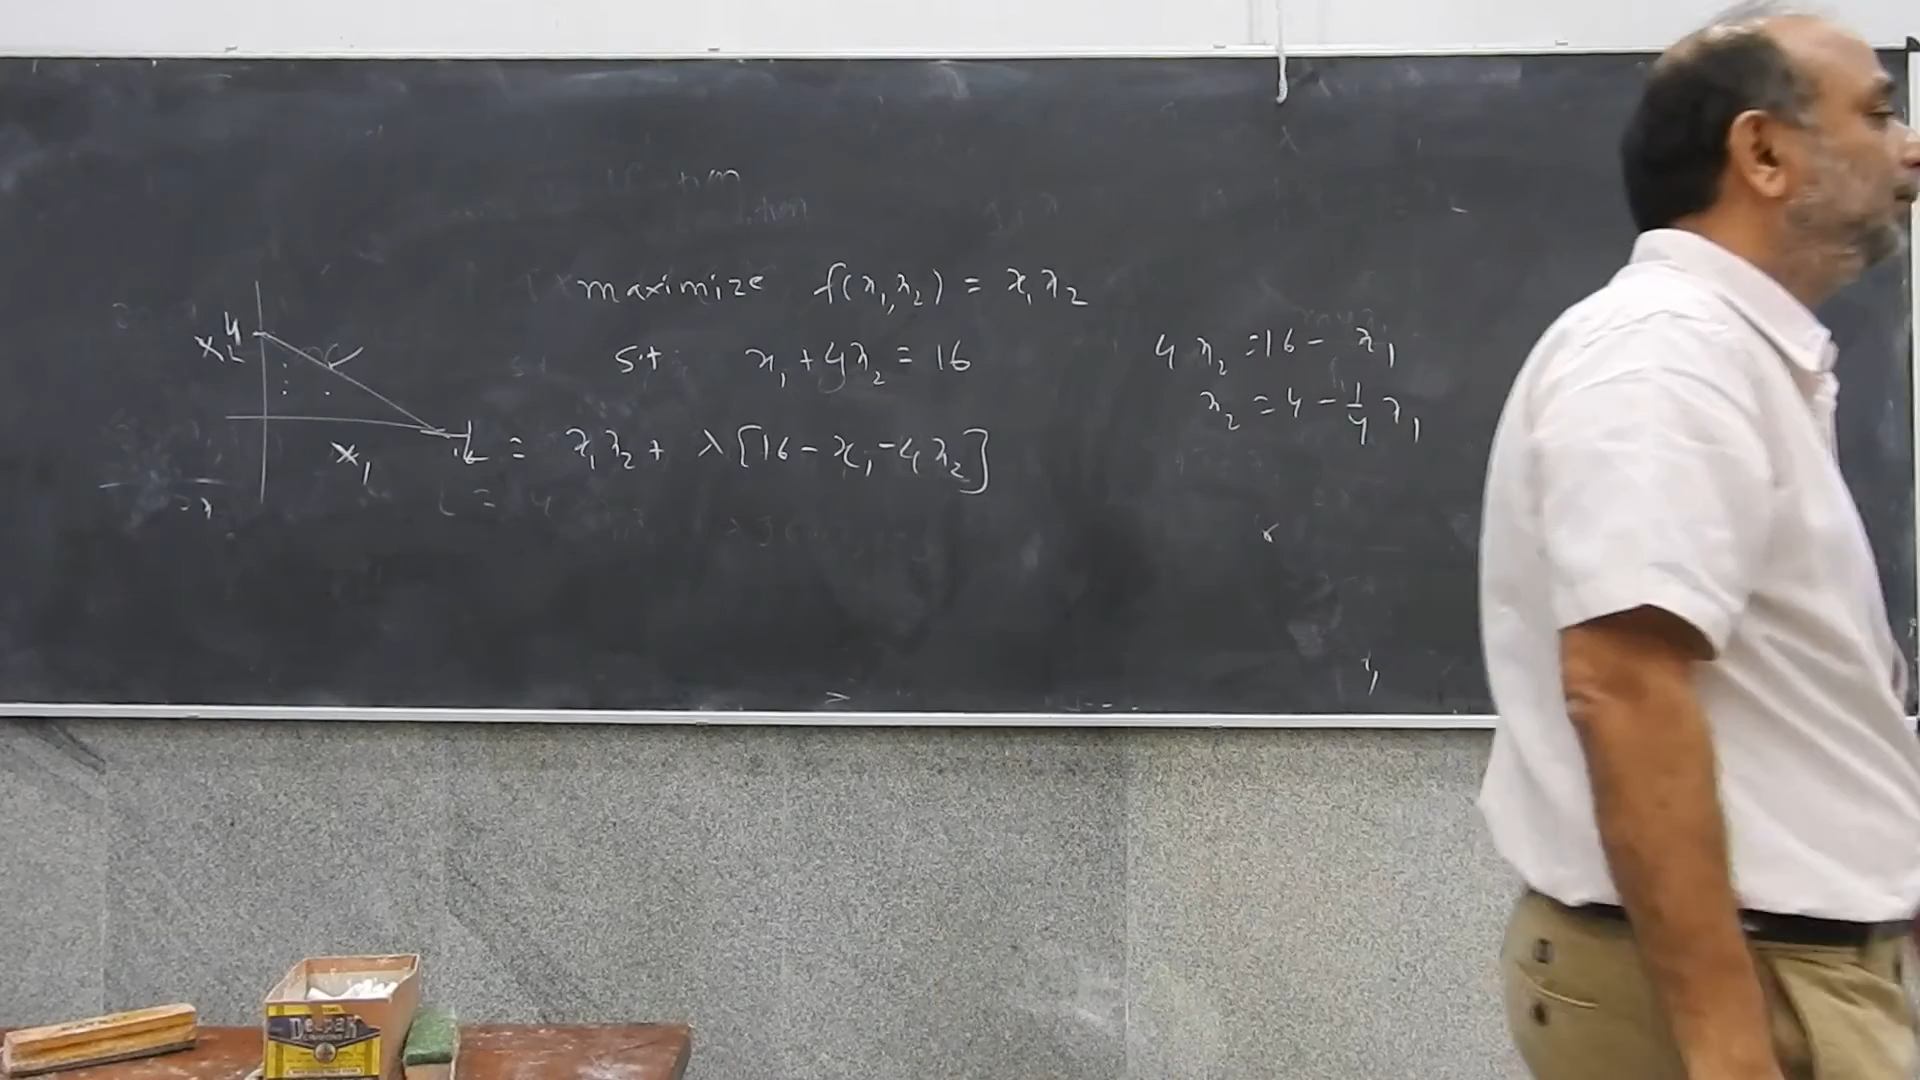 maximize f(x₁,x₂) = x₁x₂
s.t. x₁ + 4x₂ = 16
L = x₁x₂ + λ[16 - x₁ - 4x₂]
4
x₂
x₁
4x₂ = 16 - x₁
x₂ = 4 - 1/4 x₁